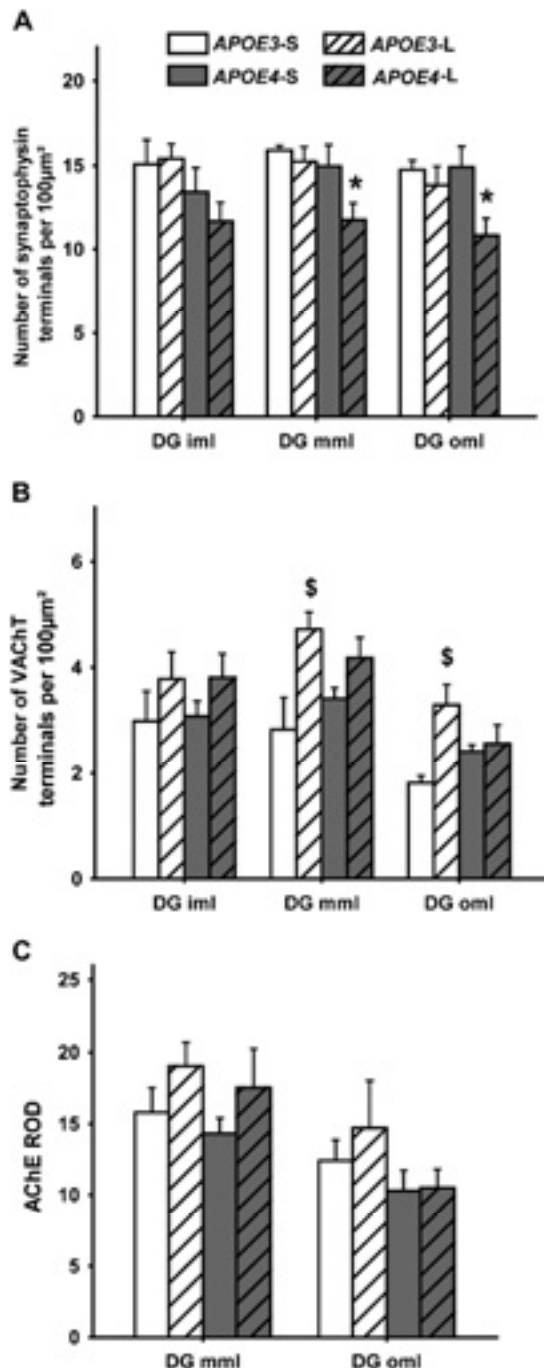 A
APOE3-S APOE3-L
APOE4-S APOE4-L
Number of synaptophysin
terminals per 100µm²
20
15
10
5
0
* *
DG iml DG mml DG oml
B
Number of VAChT
terminals per 100µm²
6
4
2
0
$ $
DG iml DG mml DG oml
C
AChE ROD
25
20
15
10
5
0
DG mml DG oml